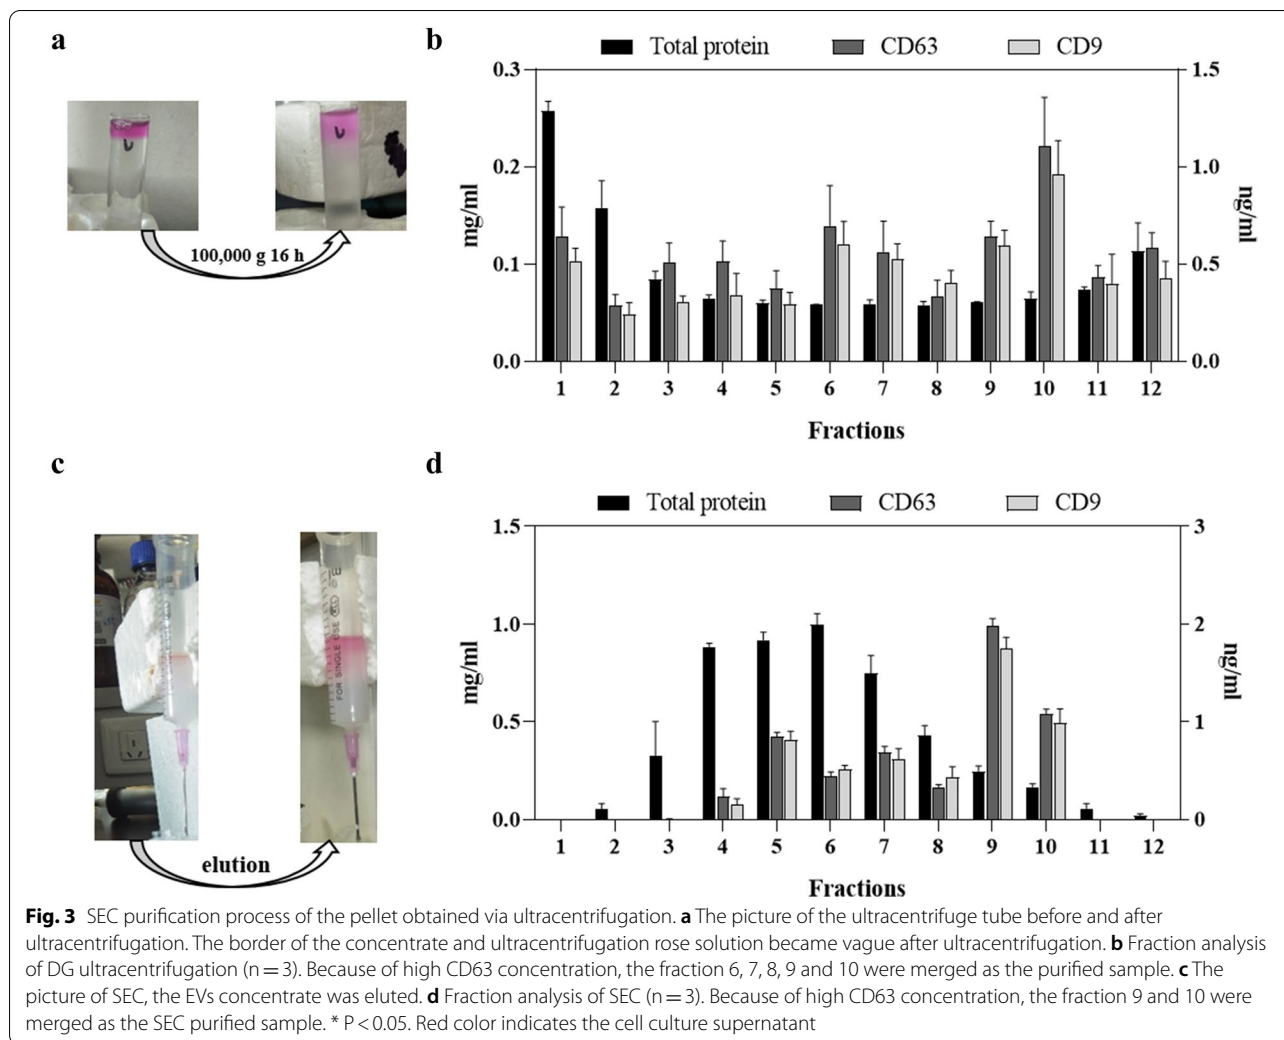 a
100,000 g 16 h
b
Total protein CD63 CD9
0.3
0.2
0.1
0.0
mg/ml
1.5
1.0
0.5
0.0
ng/ml
1 2 3 4 5 6 7 8 9 10 11 12
Fractions
c
FOR SINGLE USE
elution
d
Total protein CD63 CD9
1.5
1.0
0.5
0.0
mg/ml
3
2
1
0
ng/ml
1 2 3 4 5 6 7 8 9 10 11 12
Fractions
Fig. 3 SEC purification process of the pellet obtained via ultracentrifugation. a The picture of the ultracentrifuge tube before and after
ultracentrifugation. The border of the concentrate and ultracentrifugation rose solution became vague after ultracentrifugation. b Fraction analysis
of DG ultracentrifugation (n = 3). Because of high CD63 concentration, the fraction 6, 7, 8, 9 and 10 were merged as the purified sample. c The
picture of SEC, the EVs concentrate was eluted. d Fraction analysis of SEC (n = 3). Because of high CD63 concentration, the fraction 9 and 10 were
merged as the SEC purified sample. * P < 0.05. Red color indicates the cell culture supernatant